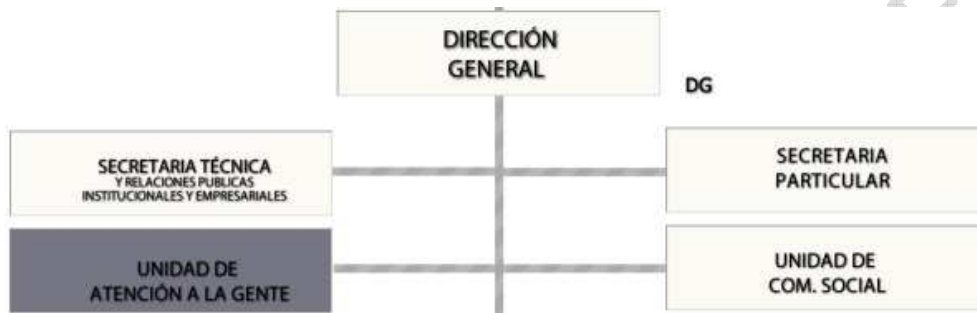 DIRECCIÓN
GENERAL
DG
SECRETARIA TÉCNICA
Y RELACIONES PUBLICAS
INSTITUCIONALES Y EMPRESARIALES
SECRETARIA
PARTICULAR
UNIDAD DE
ATENCIÓN A LA GENTE
UNIDAD DE
COM. SOCIAL